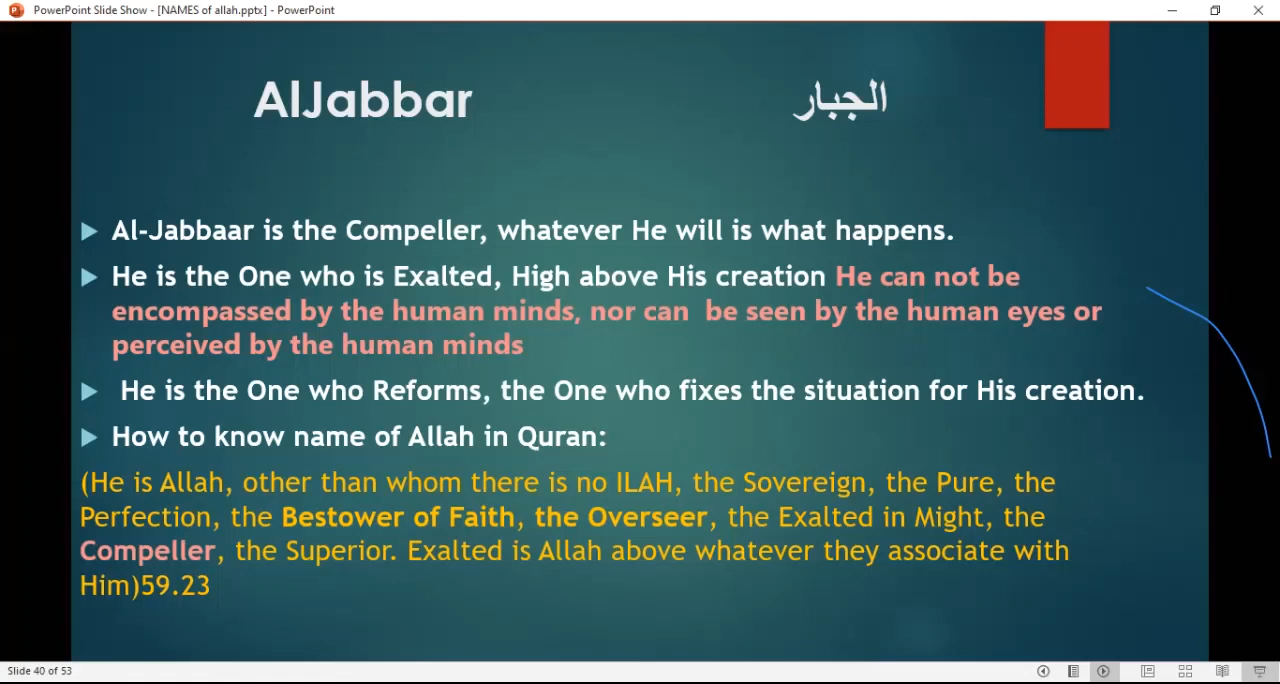 PowerPoint Slide Show - [NAMES of allah.pptx] - PowerPoint
AlJabbar
الجبار
Al-Jabbaar is the Compeller, whatever He will is what happens.
He is the One who is Exalted, High above His creation He can not be
encompassed by the human minds, nor can be seen by the human eyes or
perceived by the human minds
He is the One who Reforms, the One who fixes the situation for His creation.
How to know name of Allah in Quran:
(He is Allah, other than whom there is no ILAH, the Sovereign, the Pure, the
Perfection, the Bestower of Faith, the Overseer, the Exalted in Might, the
Compeller, the Superior. Exalted is Allah above whatever they associate with
Him)59.23
Slide 40 of 53